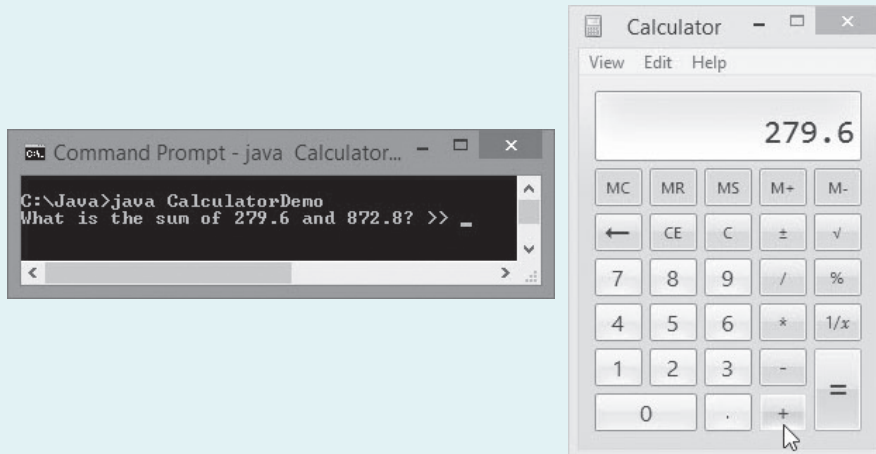 Command Prompt - java Calculator...
C:\Java>java CalculatorDemo
What is the sum of 279.6 and 872.8? >> _
Calculator
View Edit Help
279.6
MC MR MS M+ M-
← CE C ± √
7 8 9 / %
4 5 6 * 1/x
1 2 3 - =
0 . +